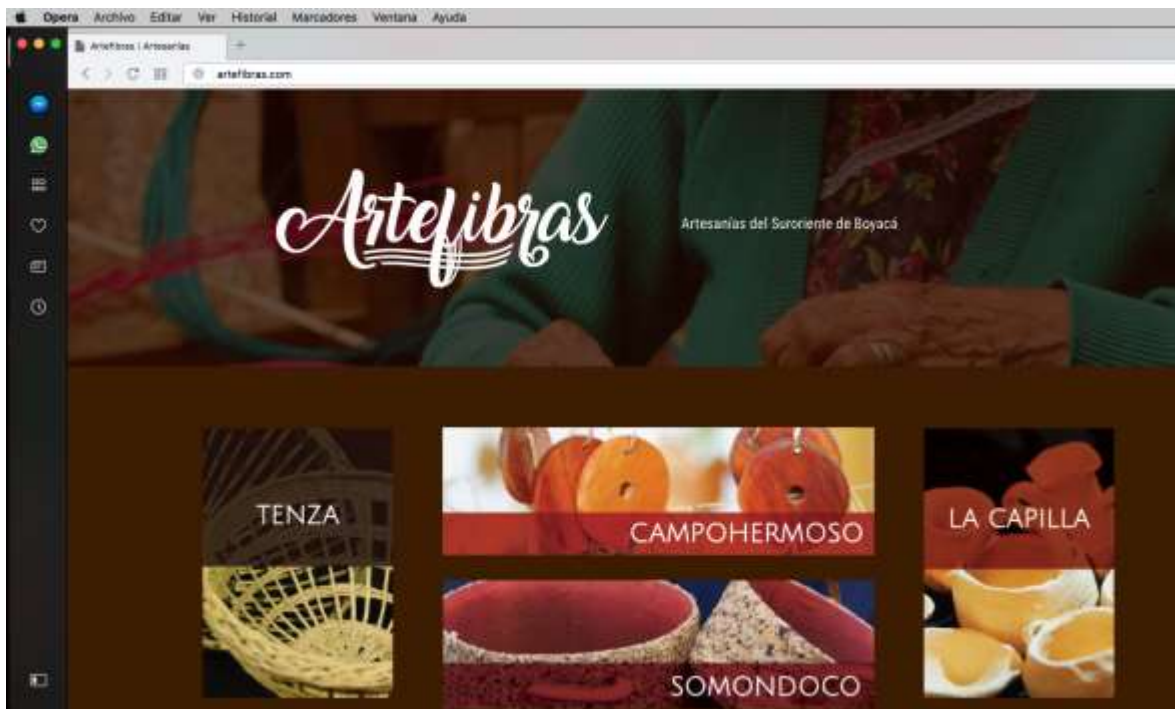 Opera Archivo Editar Ver Historial Marcadores Ventana Ayuda
Artefibras | Artesanías
artefibras.com
Artefibras
Artesanías del Suroriente de Boyacá
TENZA
CAMPOHERMOSO
LA CAPILLA
SOMONDOCO